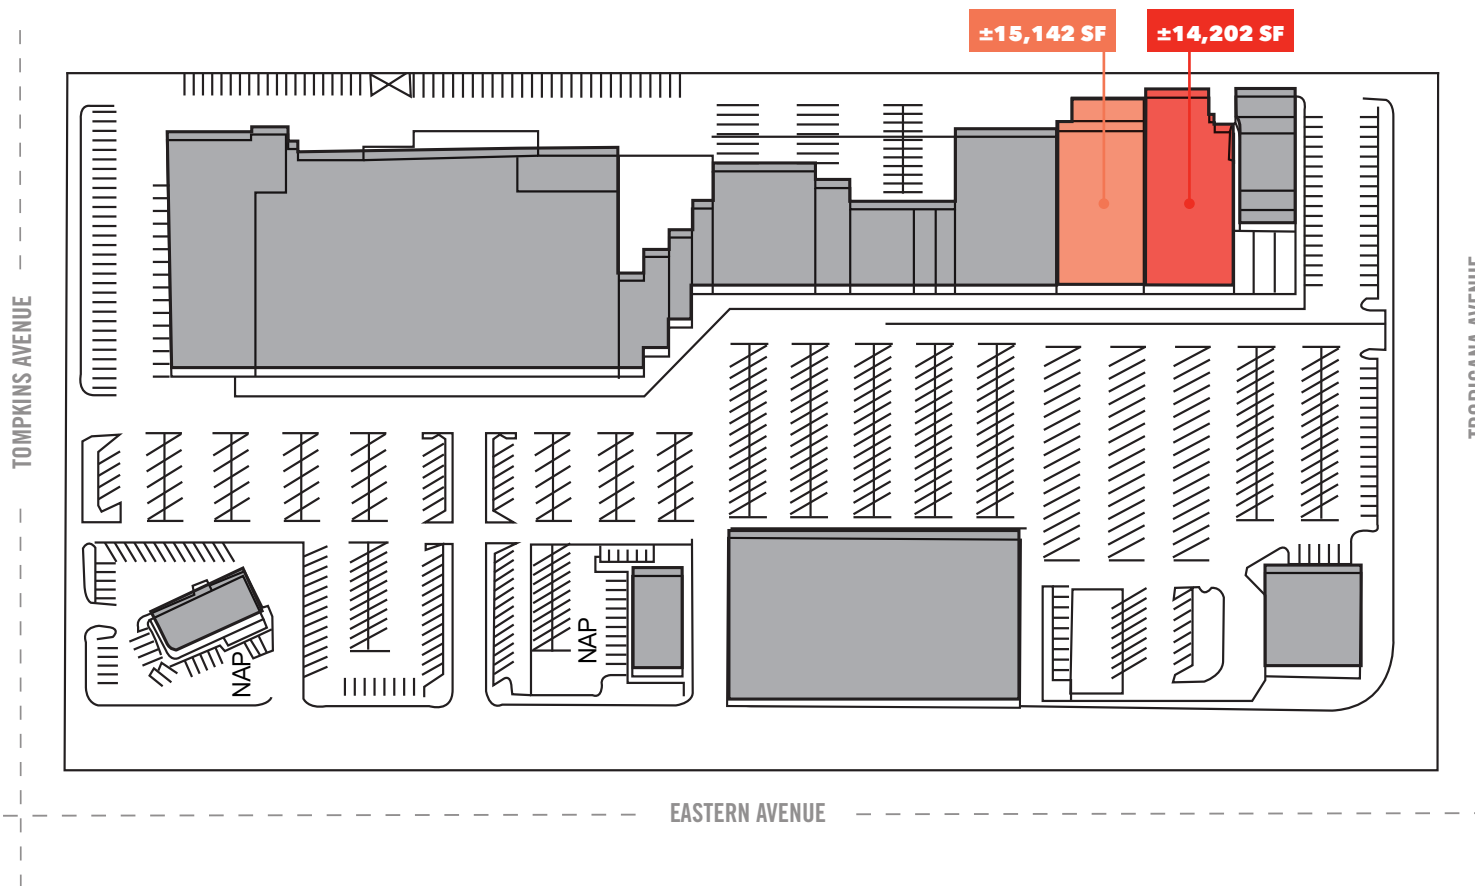 ±15,142 SF
±14,202 SF
TOMPKINS AVENUE
NAP
NAP
EASTERN AVENUE